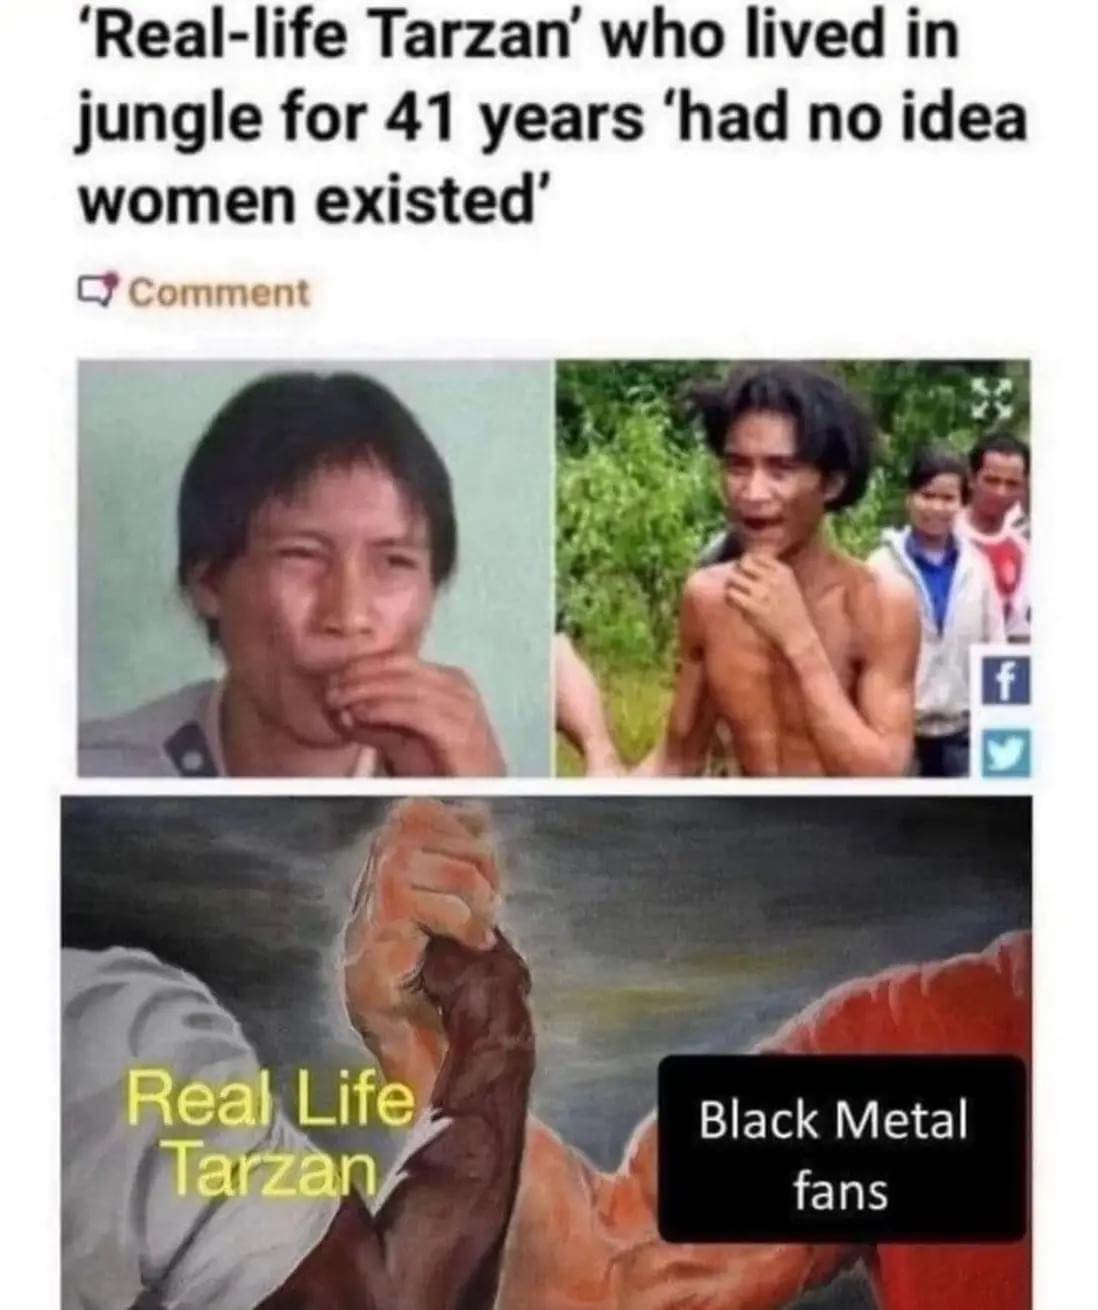 ‘Real-life Tarzan’ who lived in
jungle for 41 years ‘had no idea
women existed’
Comment
f
Real Life
Tarzan
Black Metal
fans